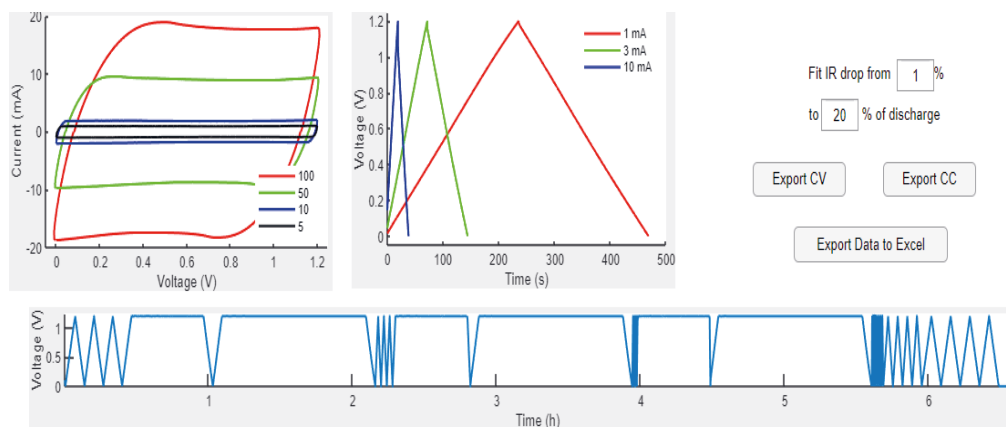 20
10
0
-10
-20
Current (mA)
100
50
10
5
0
0.2
0.4
0.6
0.8
1
1.2
Voltage (V)
1.2
1
0.8
0.6
0.4
0.2
0
Voltage (V)
1 mA
3 mA
10 mA
0
100
200
300
400
500
Time (s)
Fit IR drop from 1 %
to 20 % of discharge
Export CV
Export CC
Export Data to Excel
1
0.5
0
Voltage (V)
1
2
3
4
5
6
Time (h)